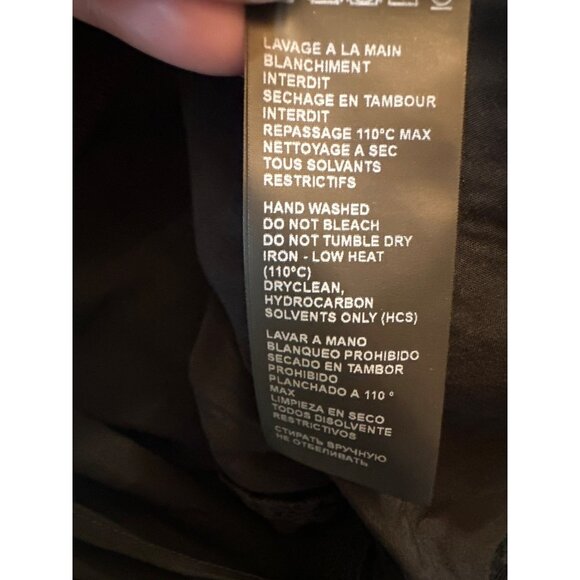 LAVAGE A LA MAIN
BLANCHIMENT
INTERDIT
SECHAGE EN TAMBOUR
INTERDIT
REPASSAGE 110°C MAX
NETTOYAGE A SEC
TOUS SOLVANTS
RESTRICTIFS
HAND WASHED
DO NOT BLEACH
DO NOT TUMBLE DRY
IRON - LOW HEAT
(110°C)
DRYCLEAN,
HYDROCARBON
SOLVENTS ONLY (HCS)
LAVAR A MANO
BLANQUEO PROHIBIDO
SECADO EN TAMBOR
PROHIBIDO
PLANCHADO A 110 °
MAX
LIMPIEZA EN SECO
TODOS DISOLVENTE
RESTRICTIVOS
СТИРАТЬ ВРУЧНУЮ
НЕ ОТБЕЛИВАТЬ